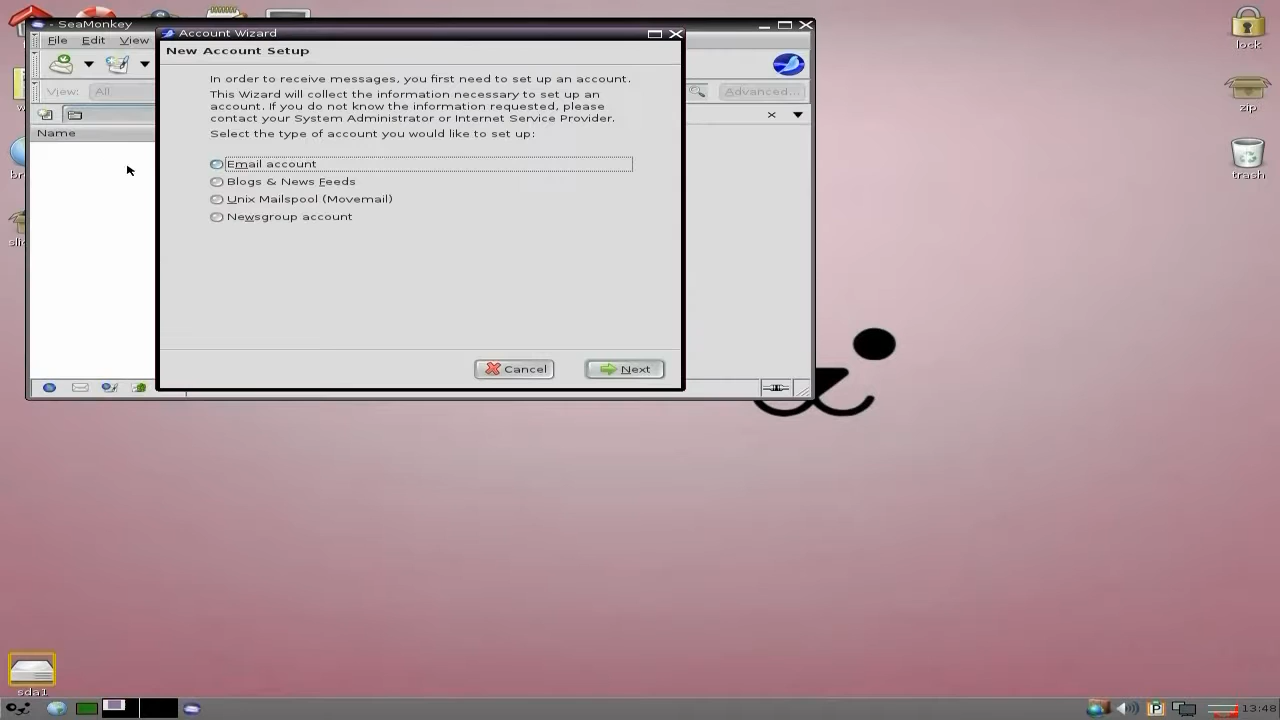 - SeaMonkey
File Edit View
View: All
Advanced...
Name
Account Wizard
New Account Setup
In order to receive messages, you first need to set up an account.
This Wizard will collect the information necessary to set up an
account. If you do not know the information requested, please
contact your System Administrator or Internet Service Provider.
Select the type of account you would like to set up:
Email account
Blogs & News Feeds
Unix Mailspool (Movemail)
Newsgroup account
Cancel
Next
lock
zip
trash
sda1
13:48